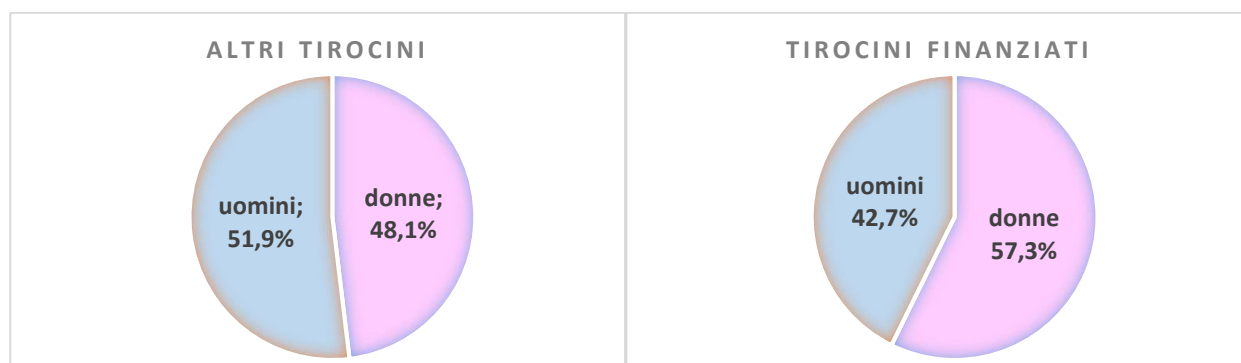 ALTRI TIROCINI
uomini;
51,9%
donne;
48,1%
TIROCINI FINANZIATI
uomini
42,7%
donne
57,3%